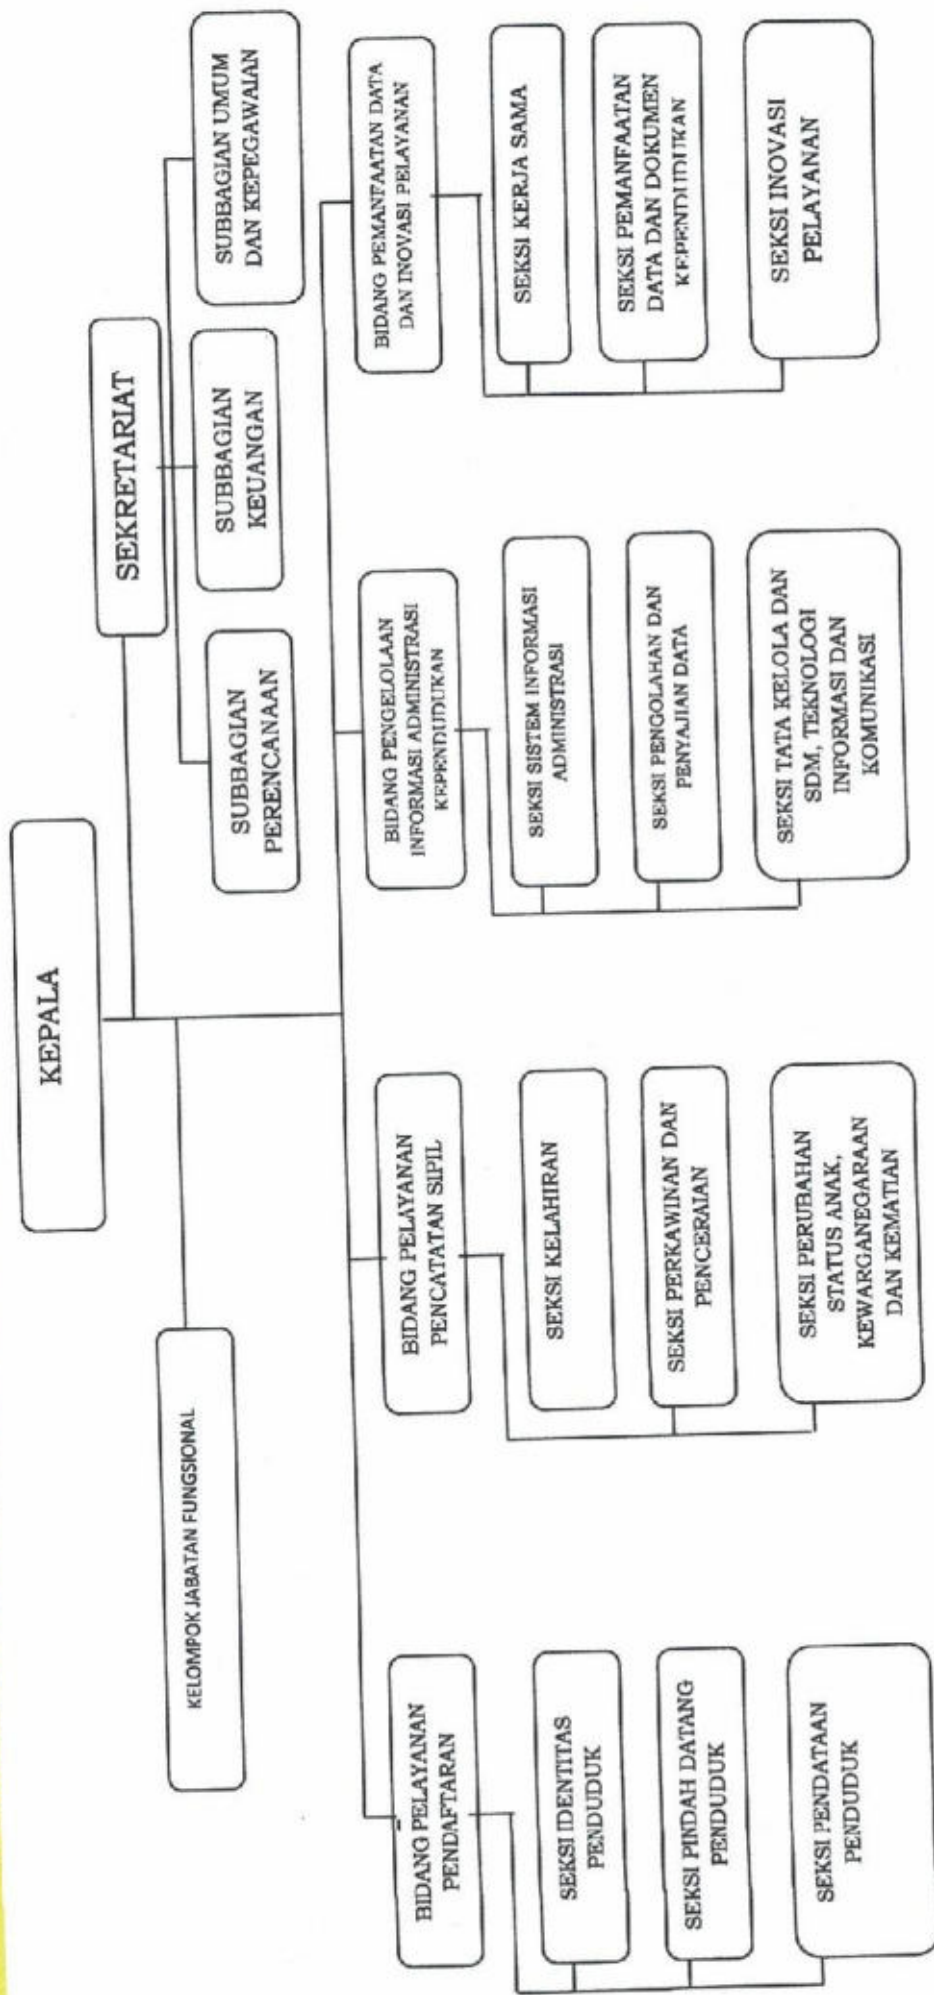 KEPALA
SEKRETARIAT
KELOMPOK JABATAN FUNGSIONAL
SUBBAGIAN
PERENCANAAN
SUBBAGIAN
KEUANGAN
SUBBAGIAN UMUM
DAN KEPEGAWAIAN
BIDANG PELAYANAN
PENDAFTARAN
SEKSI IDENTITAS
PENDUDUK
SEKSI PINDAH DATANG
PENDUDUK
SEKSI PENDATAAN
PENDUDUK
BIDANG PELAYANAN
PENCATATAN SIPIL
SEKSI KELAHIRAN
SEKSI PERKAWINAN DAN
PENCERAIAN
SEKSI PERUBAHAN
STATUS ANAK,
KEWARGANEGARAAN
DAN KEMATIAN
BIDANG PENGELOLAAN
INFORMASI ADMINISTRASI
KEPENDUDUKAN
SEKSI SISTEM INFORMASI
ADMINISTRASI
SEKSI PENGOLAHAN DAN
PENYAJIAN DATA
SEKSI TATA KELOLA DAN
SDM, TEKNOLOGI
INFORMASI DAN
KOMUNIKASI
BIDANG PEMANFAATAN DATA
DAN INOVASI PELAYANAN
SEKSI KERJA SAMA
SEKSI PEMANFAATAN
DATA DAN DOKUMEN
KEPENDUDUKAN
SEKSI INOVASI
PELAYANAN